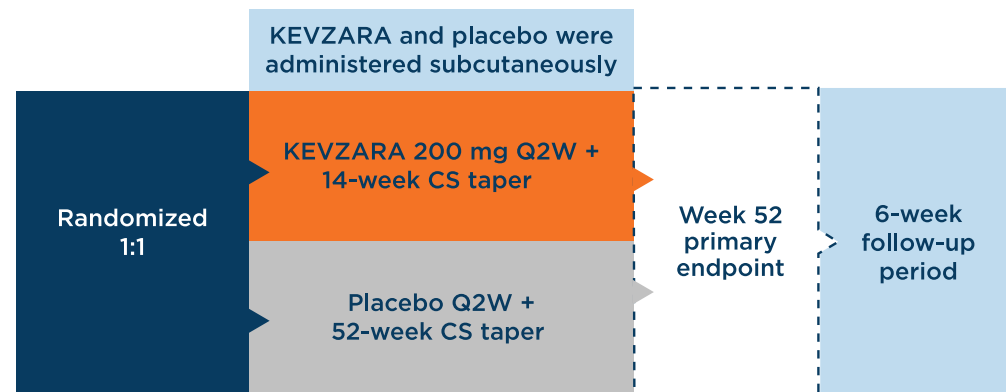 KEVZARA and placebo were
administered subcutaneously
Randomized
1:1
KEVZARA 200 mg Q2W +
14-week CS taper
Placebo Q2W +
52-week CS taper
Week 52
primary
endpoint
6-week
follow-up
period